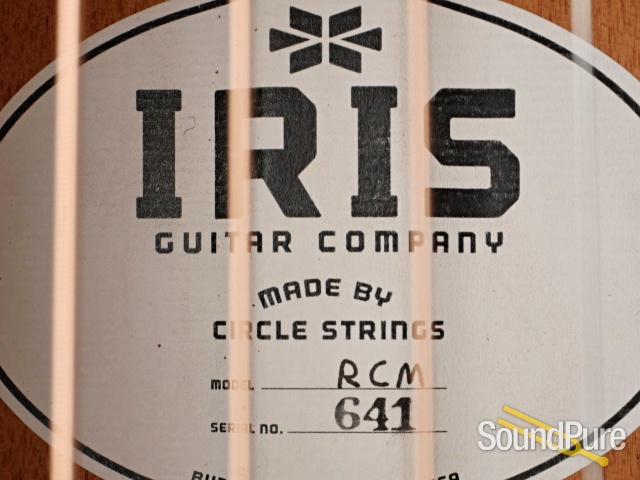 IRIS
GUITAR COMPANY
MADE BY
CIRCLE STRINGS
MODEL RCM
SERIAL NO. 641
SoundPure